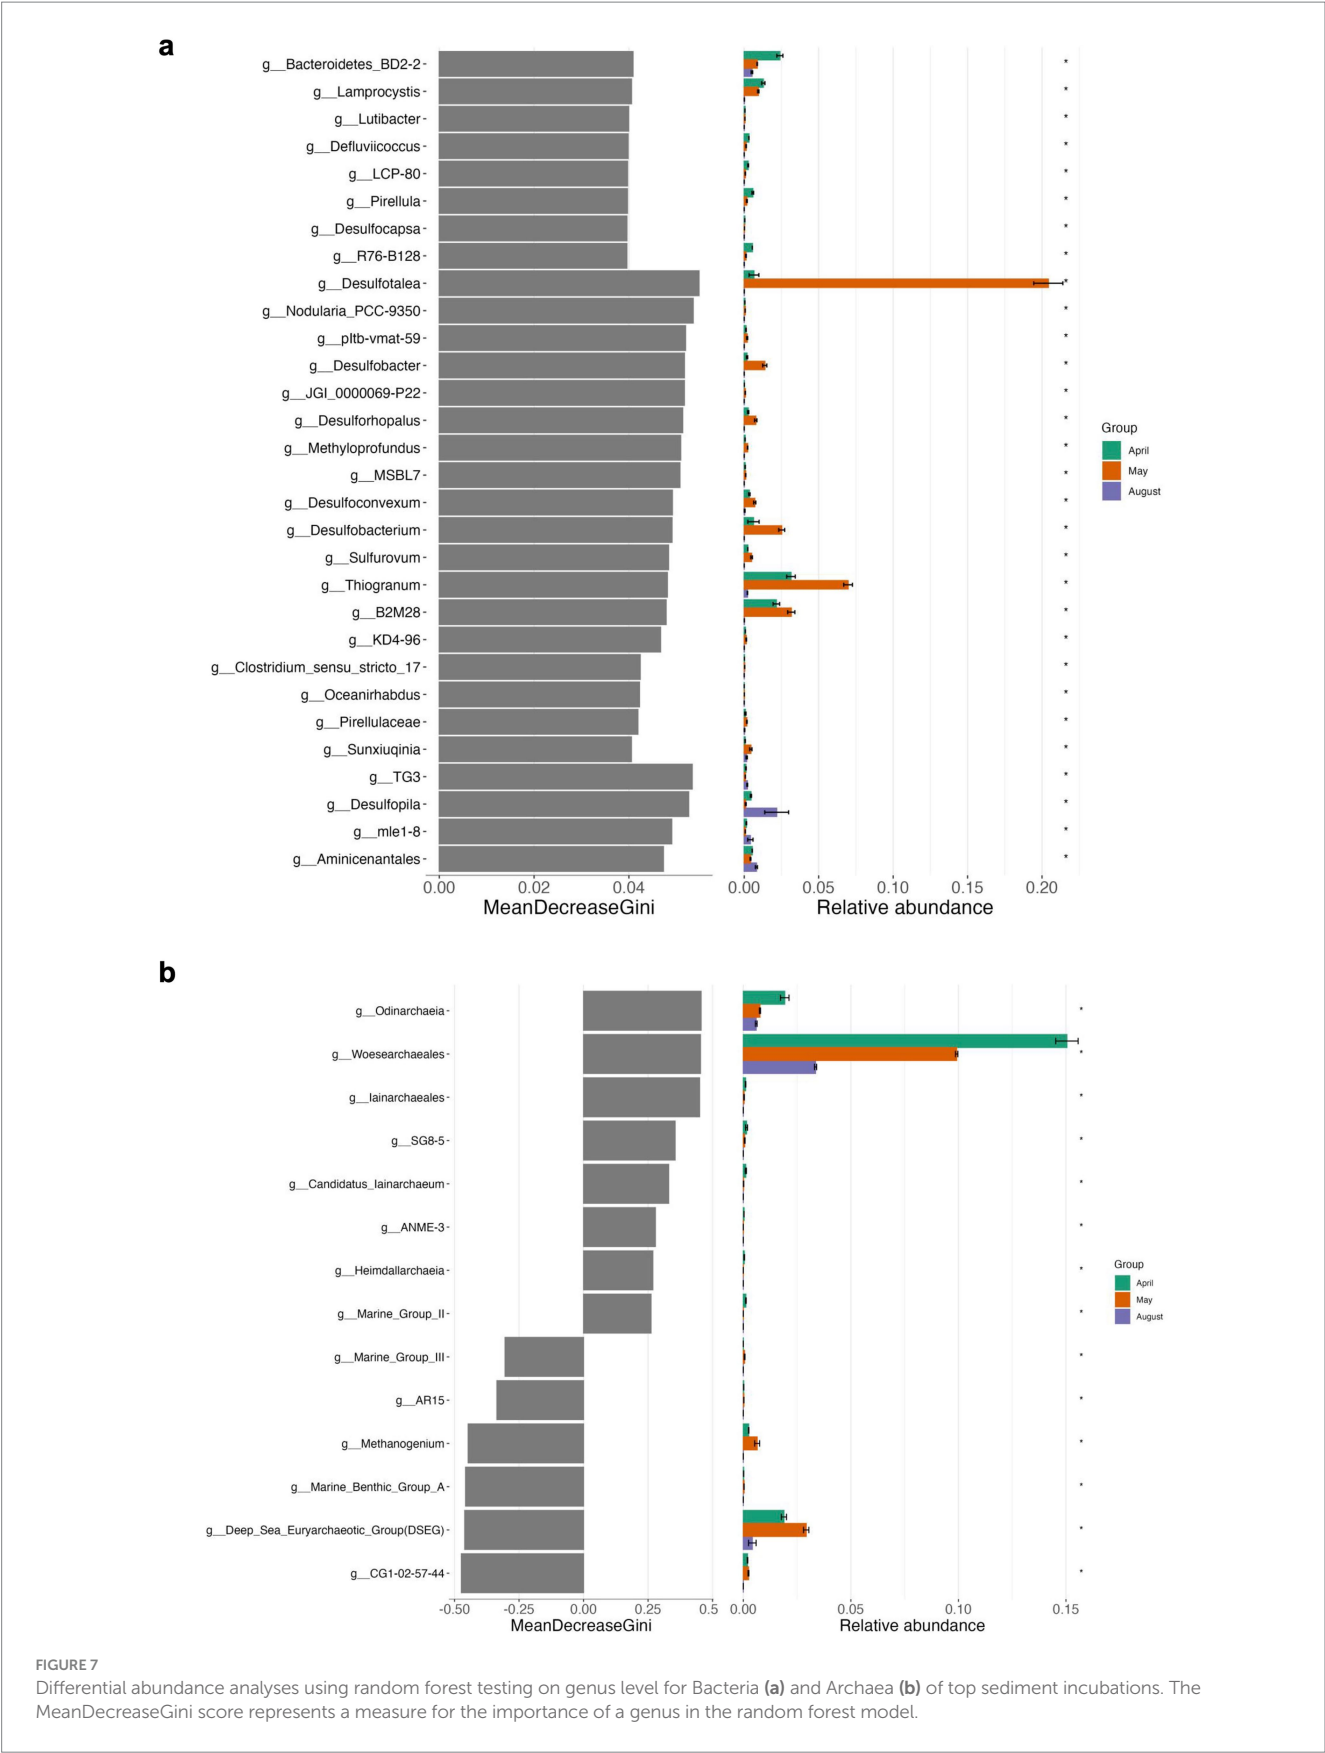 a
g__Bacteroidetes_BD2-2
g__Lamprocystis
g__Lutibacter
g__Defluviicoccus
g__LCP-80
g__Pirellula
g__Desulfocapsa
g__R76-B128
g__Desulfotalea
g__Nodularia_PCC-9350
g__pItb-vmat-59
g__Desulfobacter
g__JGI_0000069-P22
g__Desulforhopalus
g__Methyloprofundus
g__MSBL7
g__Desulfoconvexum
g__Desulfobacterium
g__Sulfurovum
g__Thiogranum
g__B2M28
g__KD4-96
g__Clostridium_sensu_stricto_17
g__Oceanirhabdus
g__Pirellulaceae
g__Sunxiuqinia
g__TG3
g__Desulfopila
g__mle1-8
g__Aminicenantales
0.00 0.02 0.04
MeanDecreaseGini
0.00 0.05 0.10 0.15 0.20
Relative abundance
Group
April
May
August
b
g__Odinarchaeia
g__Woesearchaeales
g__Iainarchaeales
g__SG8-5
g__Candidatus_Iainarchaeum
g__ANME-3
g__Heimdallarchaeia
g__Marine_Group_II
g__Marine_Group_III
g__AR15
g__Methanogenium
g__Marine_Benthic_Group_A
g__Deep_Sea_Euryarchaeotic_Group(DSEG)
g__CG1-02-57-44
-0.50 -0.25 0.00 0.25 0.5
MeanDecreaseGini
0.00 0.05 0.10 0.15
Relative abundance
Group
April
May
August
FIGURE 7
Differential abundance analyses using random forest testing on genus level for Bacteria (a) and Archaea (b) of top sediment incubations. The
MeanDecreaseGini score represents a measure for the importance of a genus in the random forest model.